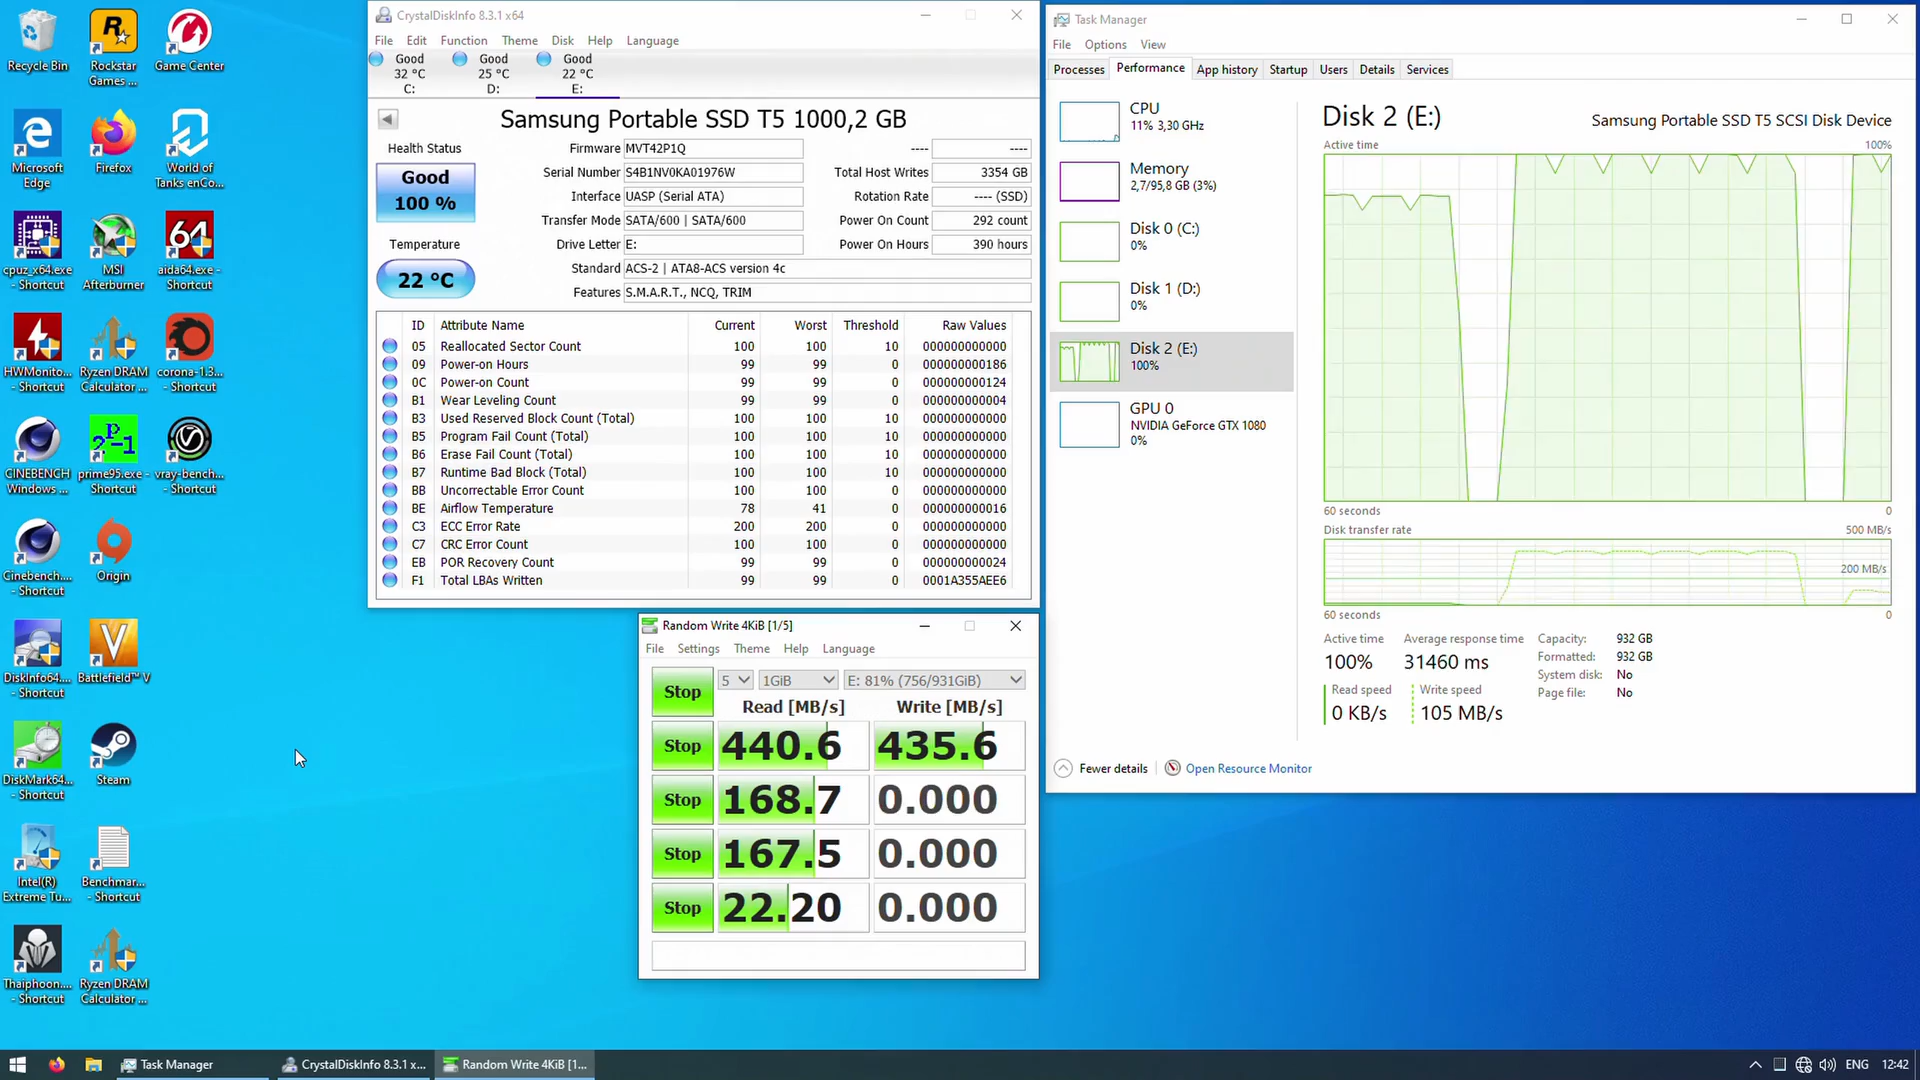 Recycle Bin
Rockstar
Games ...
Game Center
Microsoft
Edge
Firefox
World of
Tanks enCo...
cpuz_x64.exe
- Shortcut
MSI
Afterburner
64
aida64.exe -
Shortcut
HWMonito...
- Shortcut
Ryzen DRAM
Calculator ...
corona-1.3...
- Shortcut
CINEBENCH
Windows ...
prime95.exe -
Shortcut
vray-bench...
- Shortcut
Cinebench....
- Shortcut
Origin
DiskInfo64....
- Shortcut
Battlefield™ V
DiskMark64...
- Shortcut
Steam
Intel(R)
Extreme Tu...
Benchmar...
- Shortcut
Thaiphoon....
- Shortcut
Ryzen DRAM
Calculator ...
CrystalDiskInfo 8.3.1 x64
File Edit Function Theme Disk Help Language
Good Good Good
32 °C 25 °C 22 °C
C: D: E:
Samsung Portable SSD T5 1000,2 GB
Health Status
Good
100 %
Temperature
22 °C
Firmware MVT42P1Q ---- ----
Serial Number S4B1NV0KA01976W Total Host Writes 3354 GB
Interface UASP (Serial ATA) Rotation Rate ---- (SSD)
Transfer Mode SATA/600 | SATA/600 Power On Count 292 count
Drive Letter E: Power On Hours 390 hours
Standard ACS-2 | ATA8-ACS version 4c
Features S.M.A.R.T., NCQ, TRIM
ID Attribute Name Current Worst Threshold Raw Values
05 Reallocated Sector Count 100 100 10 000000000000
09 Power-on Hours 99 99 0 000000000186
0C Power-on Count 99 99 0 000000000124
B1 Wear Leveling Count 99 99 0 000000000004
B3 Used Reserved Block Count (Total) 100 100 10 000000000000
B5 Program Fail Count (Total) 100 100 10 000000000000
B6 Erase Fail Count (Total) 100 100 10 000000000000
B7 Runtime Bad Block (Total) 100 100 10 000000000000
BB Uncorrectable Error Count 100 100 0 000000000000
BE Airflow Temperature 78 41 0 000000000016
C3 ECC Error Rate 200 200 0 000000000000
C7 CRC Error Count 100 100 0 000000000000
EB POR Recovery Count 99 99 0 000000000024
F1 Total LBAs Written 99 99 0 0001A355AEE6
Random Write 4KiB [1/5]
File Settings Theme Help Language
Stop 5 1GiB E: 81% (756/931GiB)
Read [MB/s] Write [MB/s]
Stop 440.6 435.6
Stop 168.7 0.000
Stop 167.5 0.000
Stop 22.20 0.000
Task Manager
File Options View
Processes Performance App history Startup Users Details Services
CPU
11% 3,30 GHz
Memory
2,7/95,8 GB (3%)
Disk 0 (C:)
0%
Disk 1 (D:)
0%
Disk 2 (E:)
100%
GPU 0
NVIDIA GeForce GTX 1080
0%
Disk 2 (E:) Samsung Portable SSD T5 SCSI Disk Device
Active time 100%
60 seconds 0
Disk transfer rate 500 MB/s
200 MB/s
60 seconds 0
Active time Average response time
100% 31460 ms
Read speed Write speed
0 KB/s 105 MB/s
Capacity: 932 GB
Formatted: 932 GB
System disk: No
Page file: No
Fewer details Open Resource Monitor
Task Manager CrystalDiskInfo 8.3.1 x... Random Write 4KiB [1... ENG 12:42